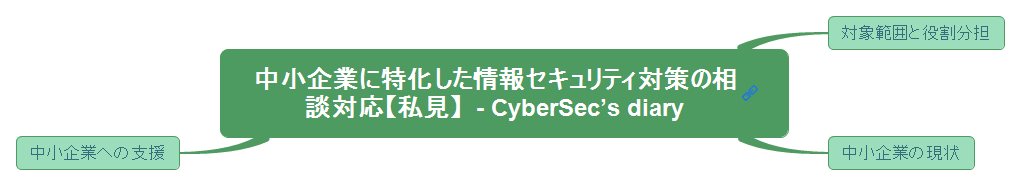 対象範囲と役割分担
中小企業に特化した情報セキュリティ対策の相
談対応【私見】 - CyberSec’s diary
中小企業への支援
中小企業の現状